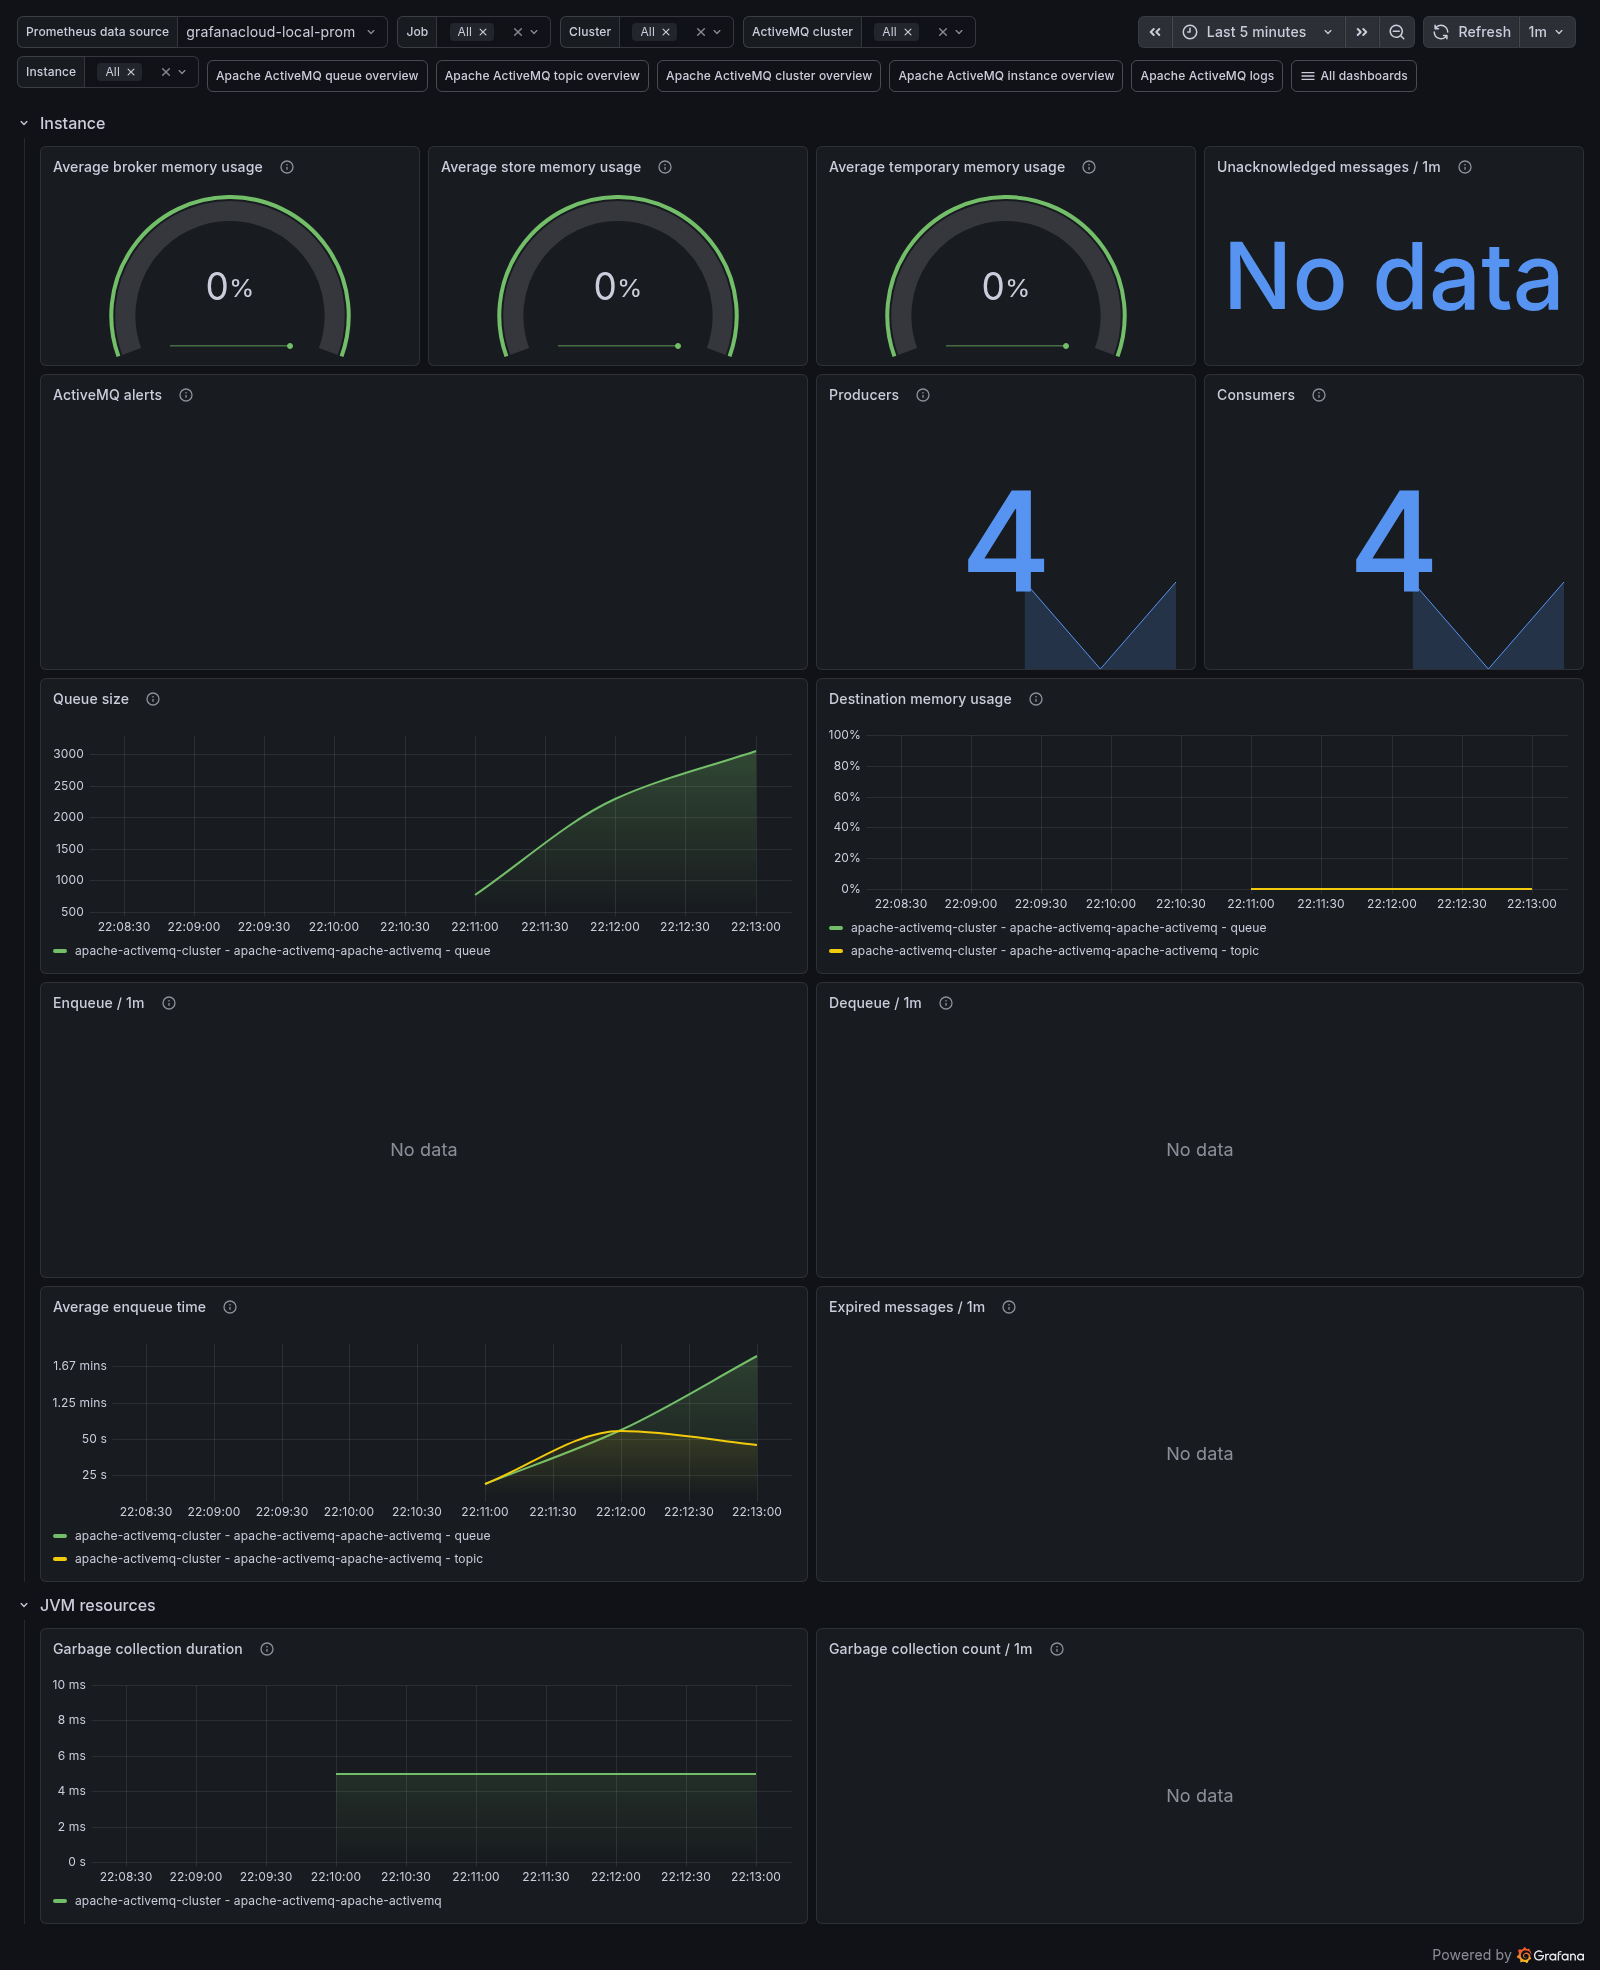 Prometheus data source grafanacloud-local-prom Job All Cluster All ActiveMQ cluster All Last 5 minutes Refresh 1m
Instance All Apache ActiveMQ queue overview Apache ActiveMQ topic overview Apache ActiveMQ cluster overview Apache ActiveMQ instance overview Apache ActiveMQ logs All dashboards
Instance
Average broker memory usage
0%
Average store memory usage
0%
Average temporary memory usage
0%
Unacknowledged messages / 1m
No data
ActiveMQ alerts
Producers
4
Consumers
4
Queue size
3000
2500
2000
1500
1000
500
22:08:30 22:09:00 22:09:30 22:10:00 22:10:30 22:11:00 22:11:30 22:12:00 22:12:30 22:13:00
apache-activemq-cluster - apache-activemq-apache-activemq - queue
Destination memory usage
100%
80%
60%
40%
20%
0%
22:08:30 22:09:00 22:09:30 22:10:00 22:10:30 22:11:00 22:11:30 22:12:00 22:12:30 22:13:00
apache-activemq-cluster - apache-activemq-apache-activemq - queue
apache-activemq-cluster - apache-activemq-apache-activemq - topic
Enqueue / 1m
No data
Dequeue / 1m
No data
Average enqueue time
1.67 mins
1.25 mins
50 s
25 s
22:08:30 22:09:00 22:09:30 22:10:00 22:10:30 22:11:00 22:11:30 22:12:00 22:12:30 22:13:00
apache-activemq-cluster - apache-activemq-apache-activemq - queue
apache-activemq-cluster - apache-activemq-apache-activemq - topic
Expired messages / 1m
No data
JVM resources
Garbage collection duration
10 ms
8 ms
6 ms
4 ms
2 ms
0 s
22:08:30 22:09:00 22:09:30 22:10:00 22:10:30 22:11:00 22:11:30 22:12:00 22:12:30 22:13:00
apache-activemq-cluster - apache-activemq-apache-activemq
Garbage collection count / 1m
No data
Powered by Grafana